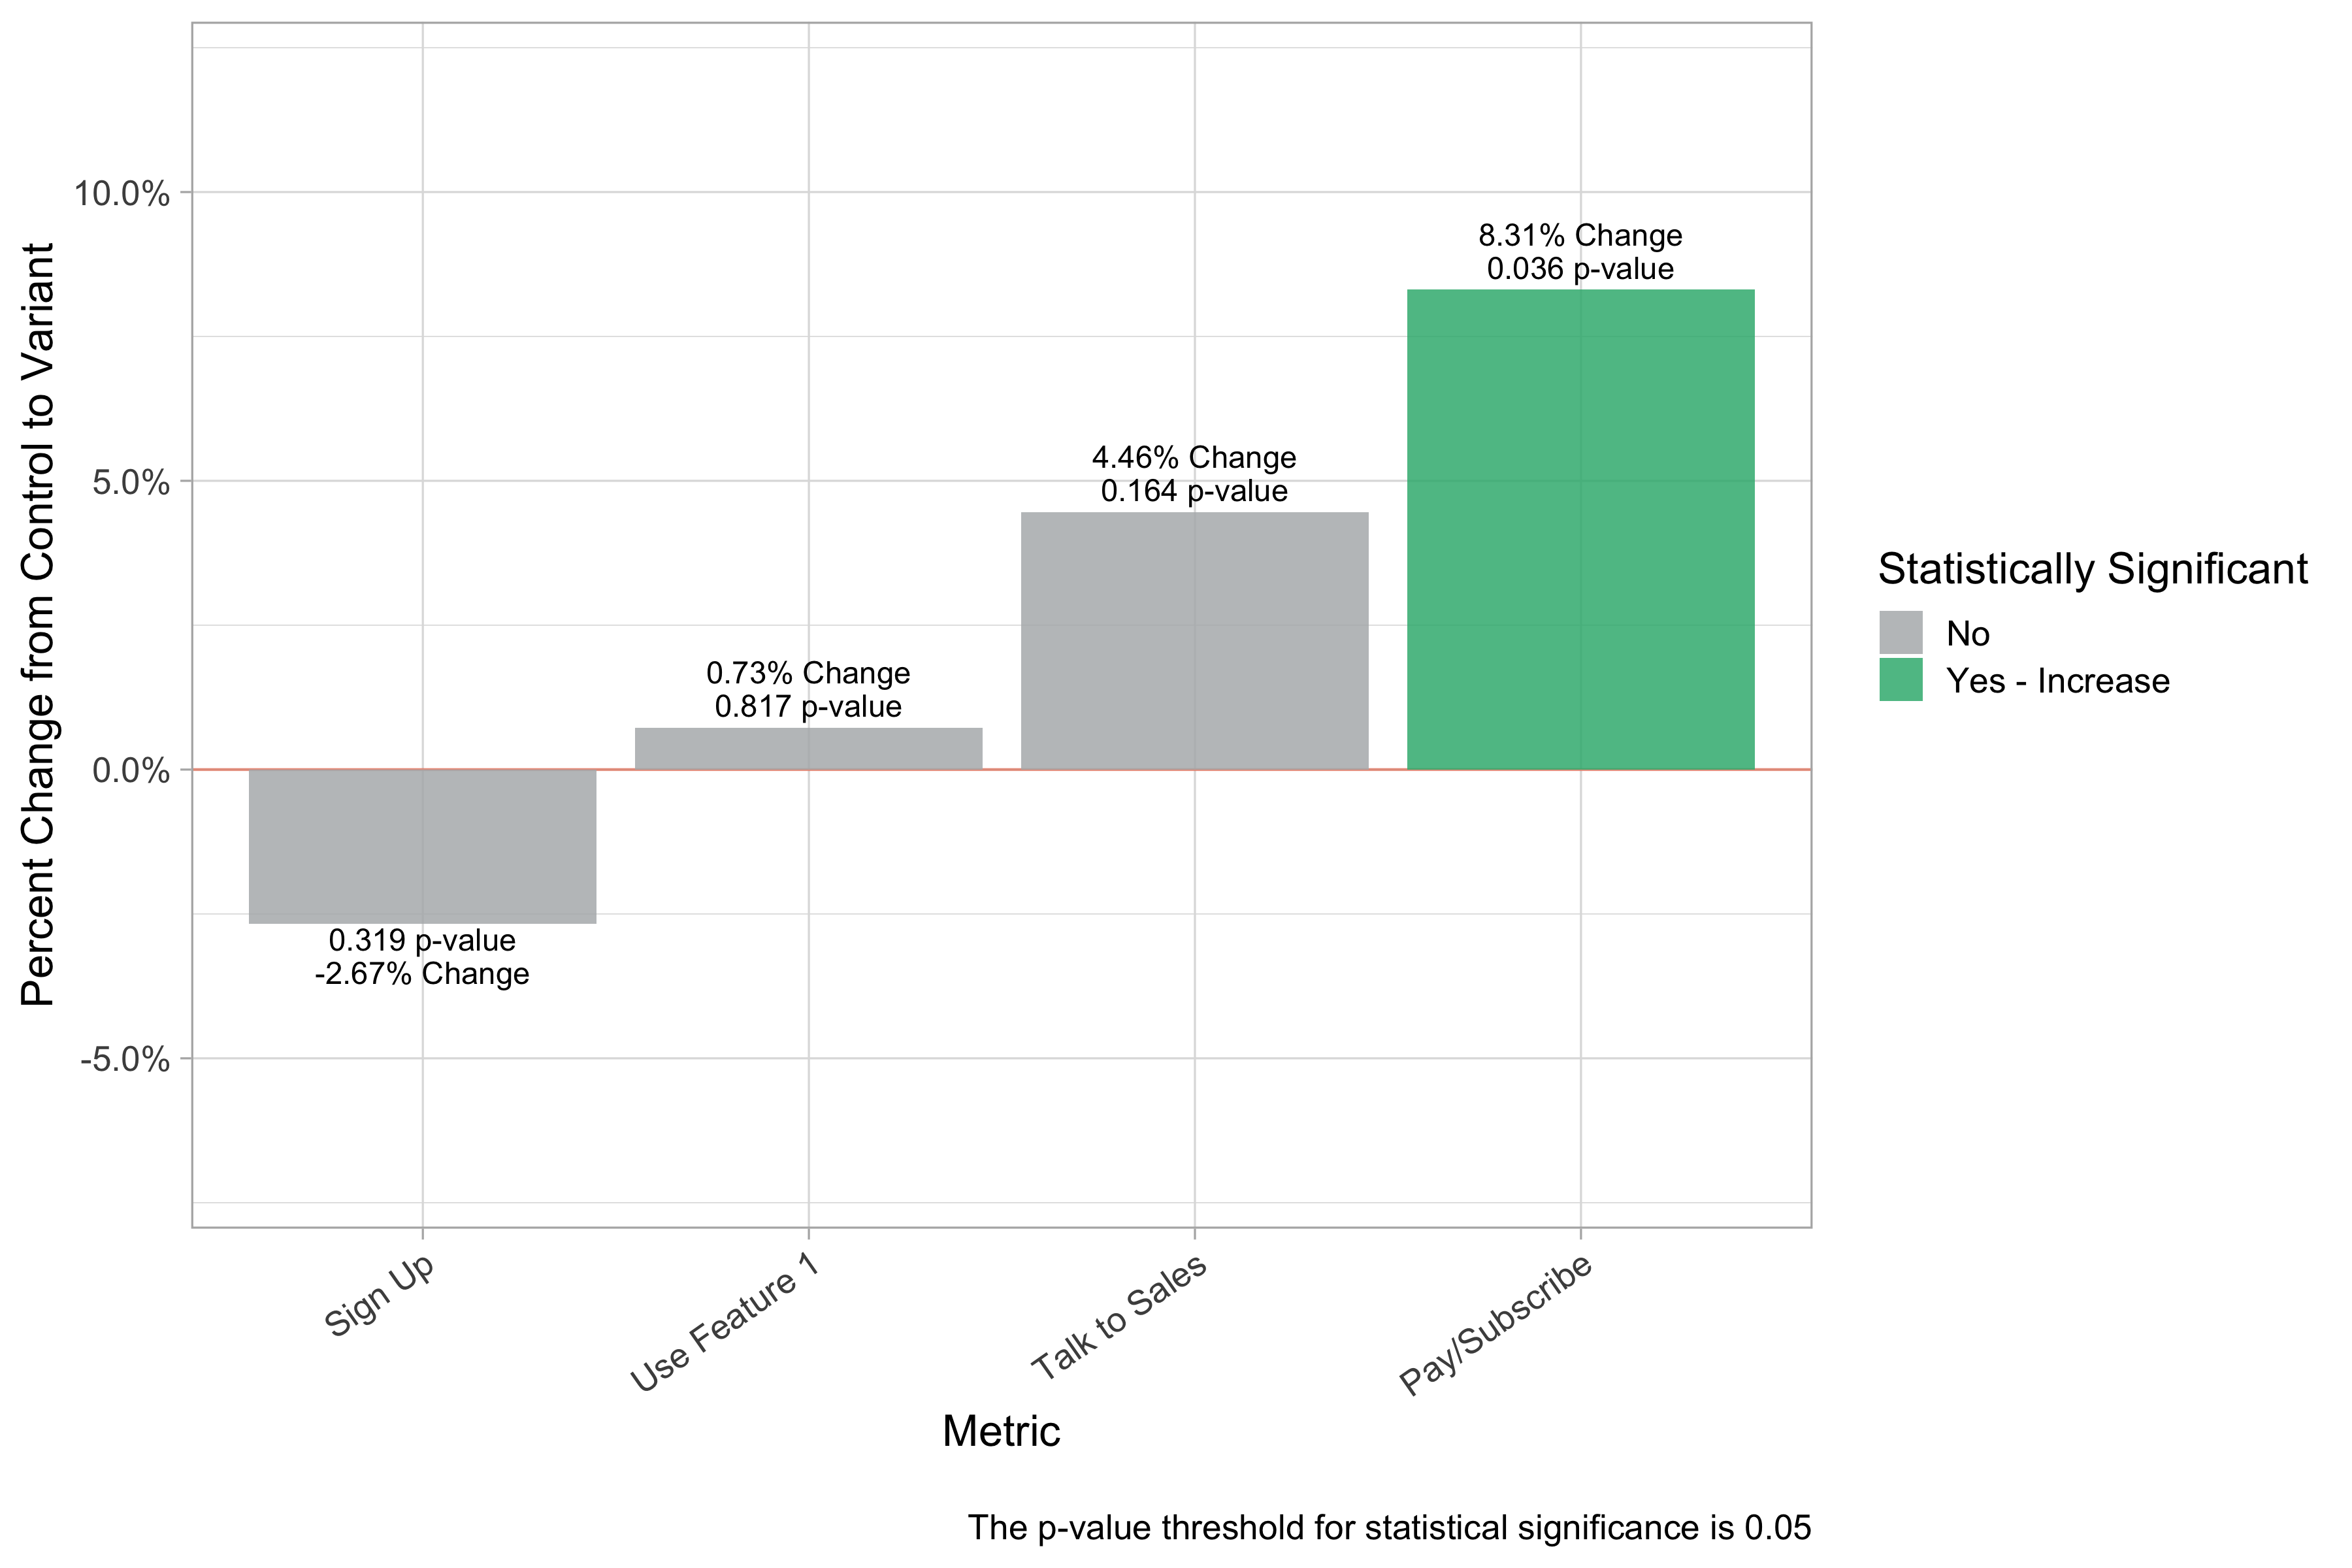 Percent Change from Control to Variant
10.0%
5.0%
0.0%
-5.0%
8.31% Change
0.036 p-value
4.46% Change
0.164 p-value
0.73% Change
0.817 p-value
0.319 p-value
-2.67% Change
Sign Up
Use Feature 1
Talk to Sales
Pay/Subscribe
Metric
Statistically Significant
No
Yes - Increase
The p-value threshold for statistical significance is 0.05